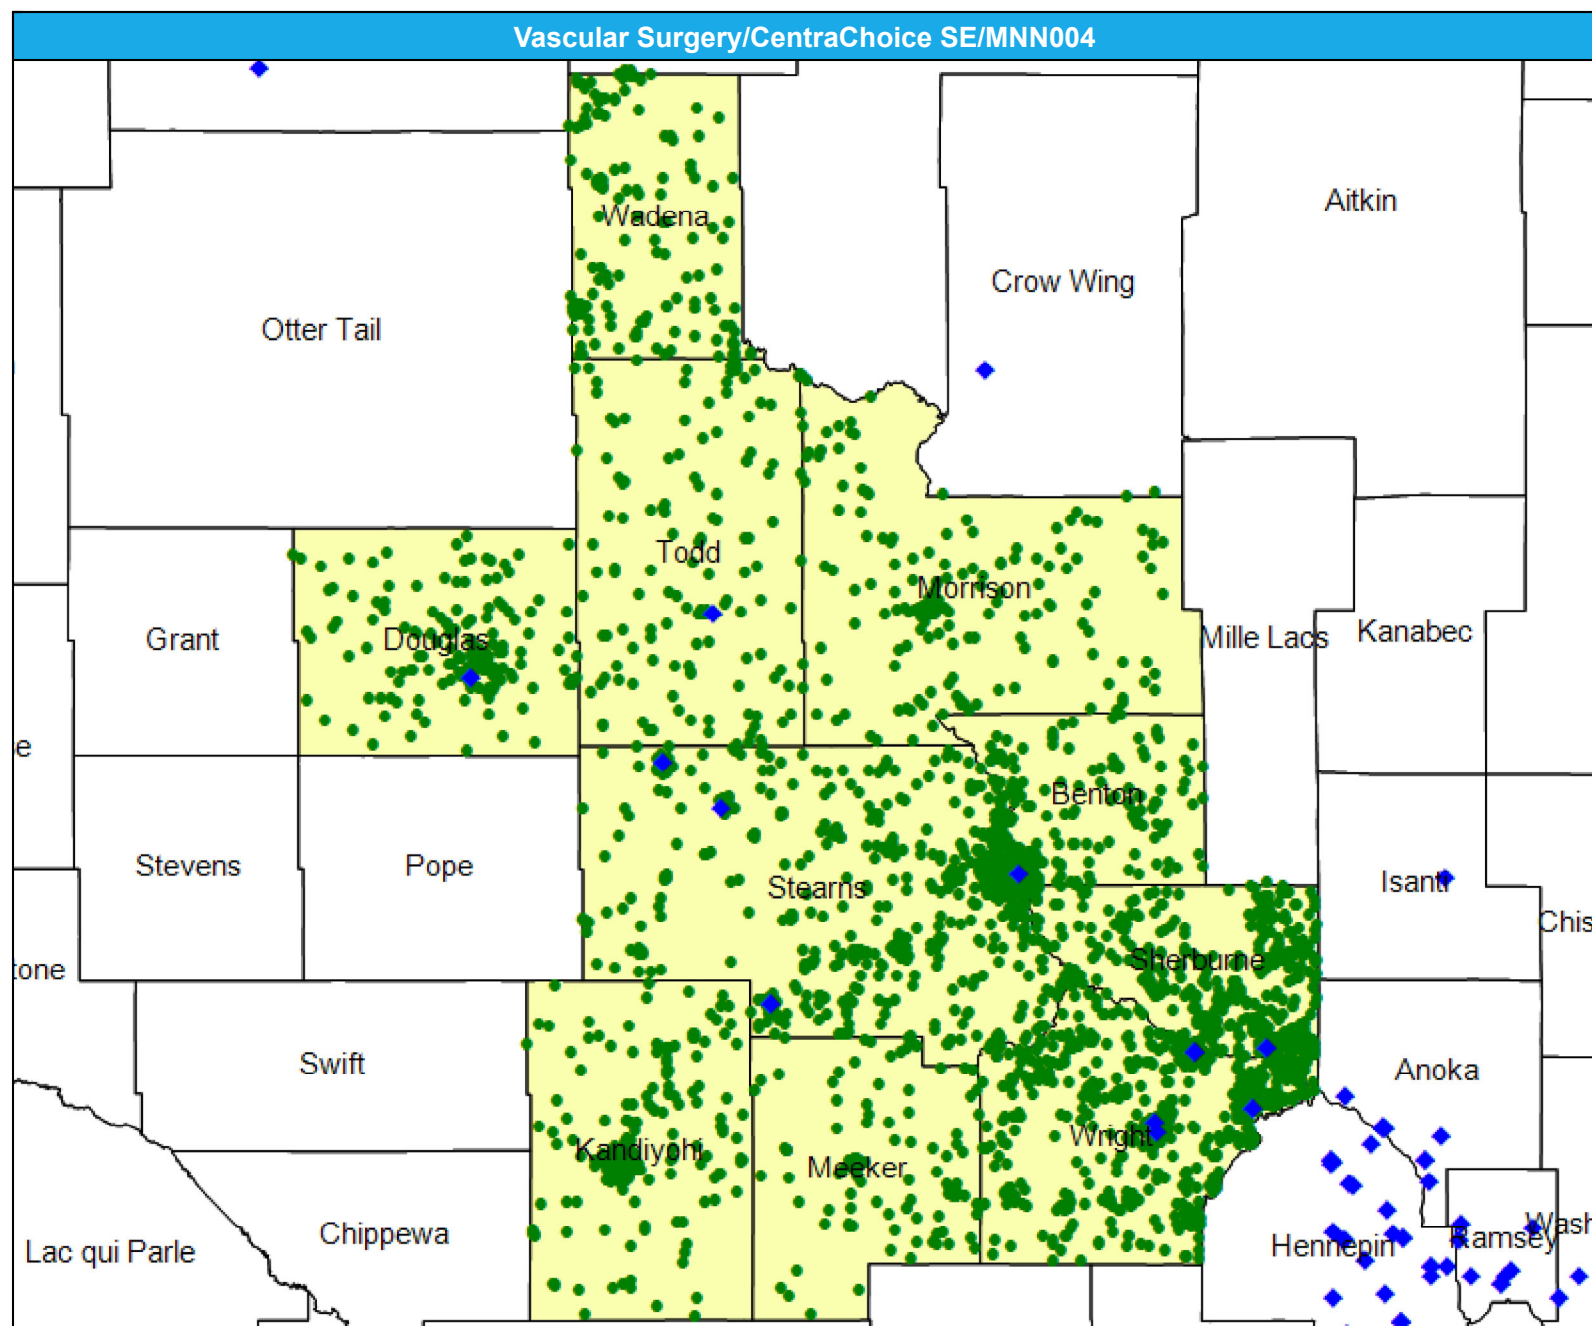 Vascular Surgery/CentraChoice SE/MNN004
Aitkin
Wadena
Crow Wing
Otter Tail
Todd
Morrison
Grant
Douglas
Mille Lacs
Kanabec
e
Benton
Stevens
Pope
Stearns
Isanti
Chis
tone
Sherburne
Swift
Anoka
Kandiyohi
Wright
Meeker
Chippewa
Lac qui Parle
Hennepin
Ramsey
Wash